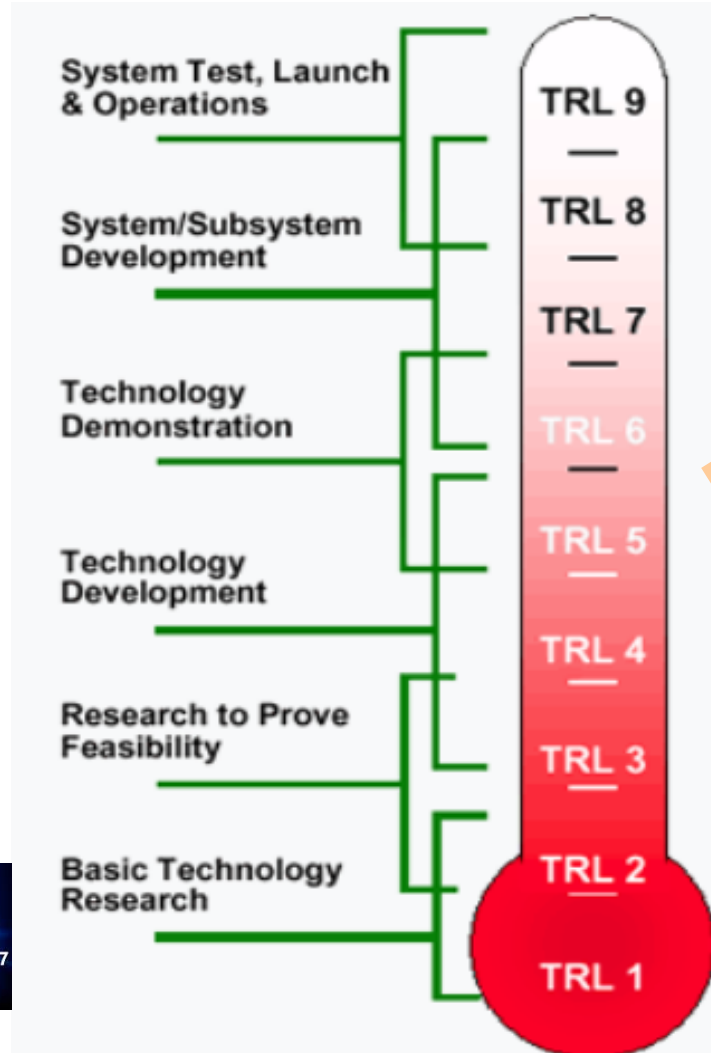 System Test, Launch
& Operations
System/Subsystem
Development
Technology
Demonstration
Technology
Development
Research to Prove
Feasibility
Basic Technology
Research
TRL 9
TRL 8
TRL 7
TRL 6
TRL 5
TRL 4
TRL 3
TRL 2
TRL 1
7